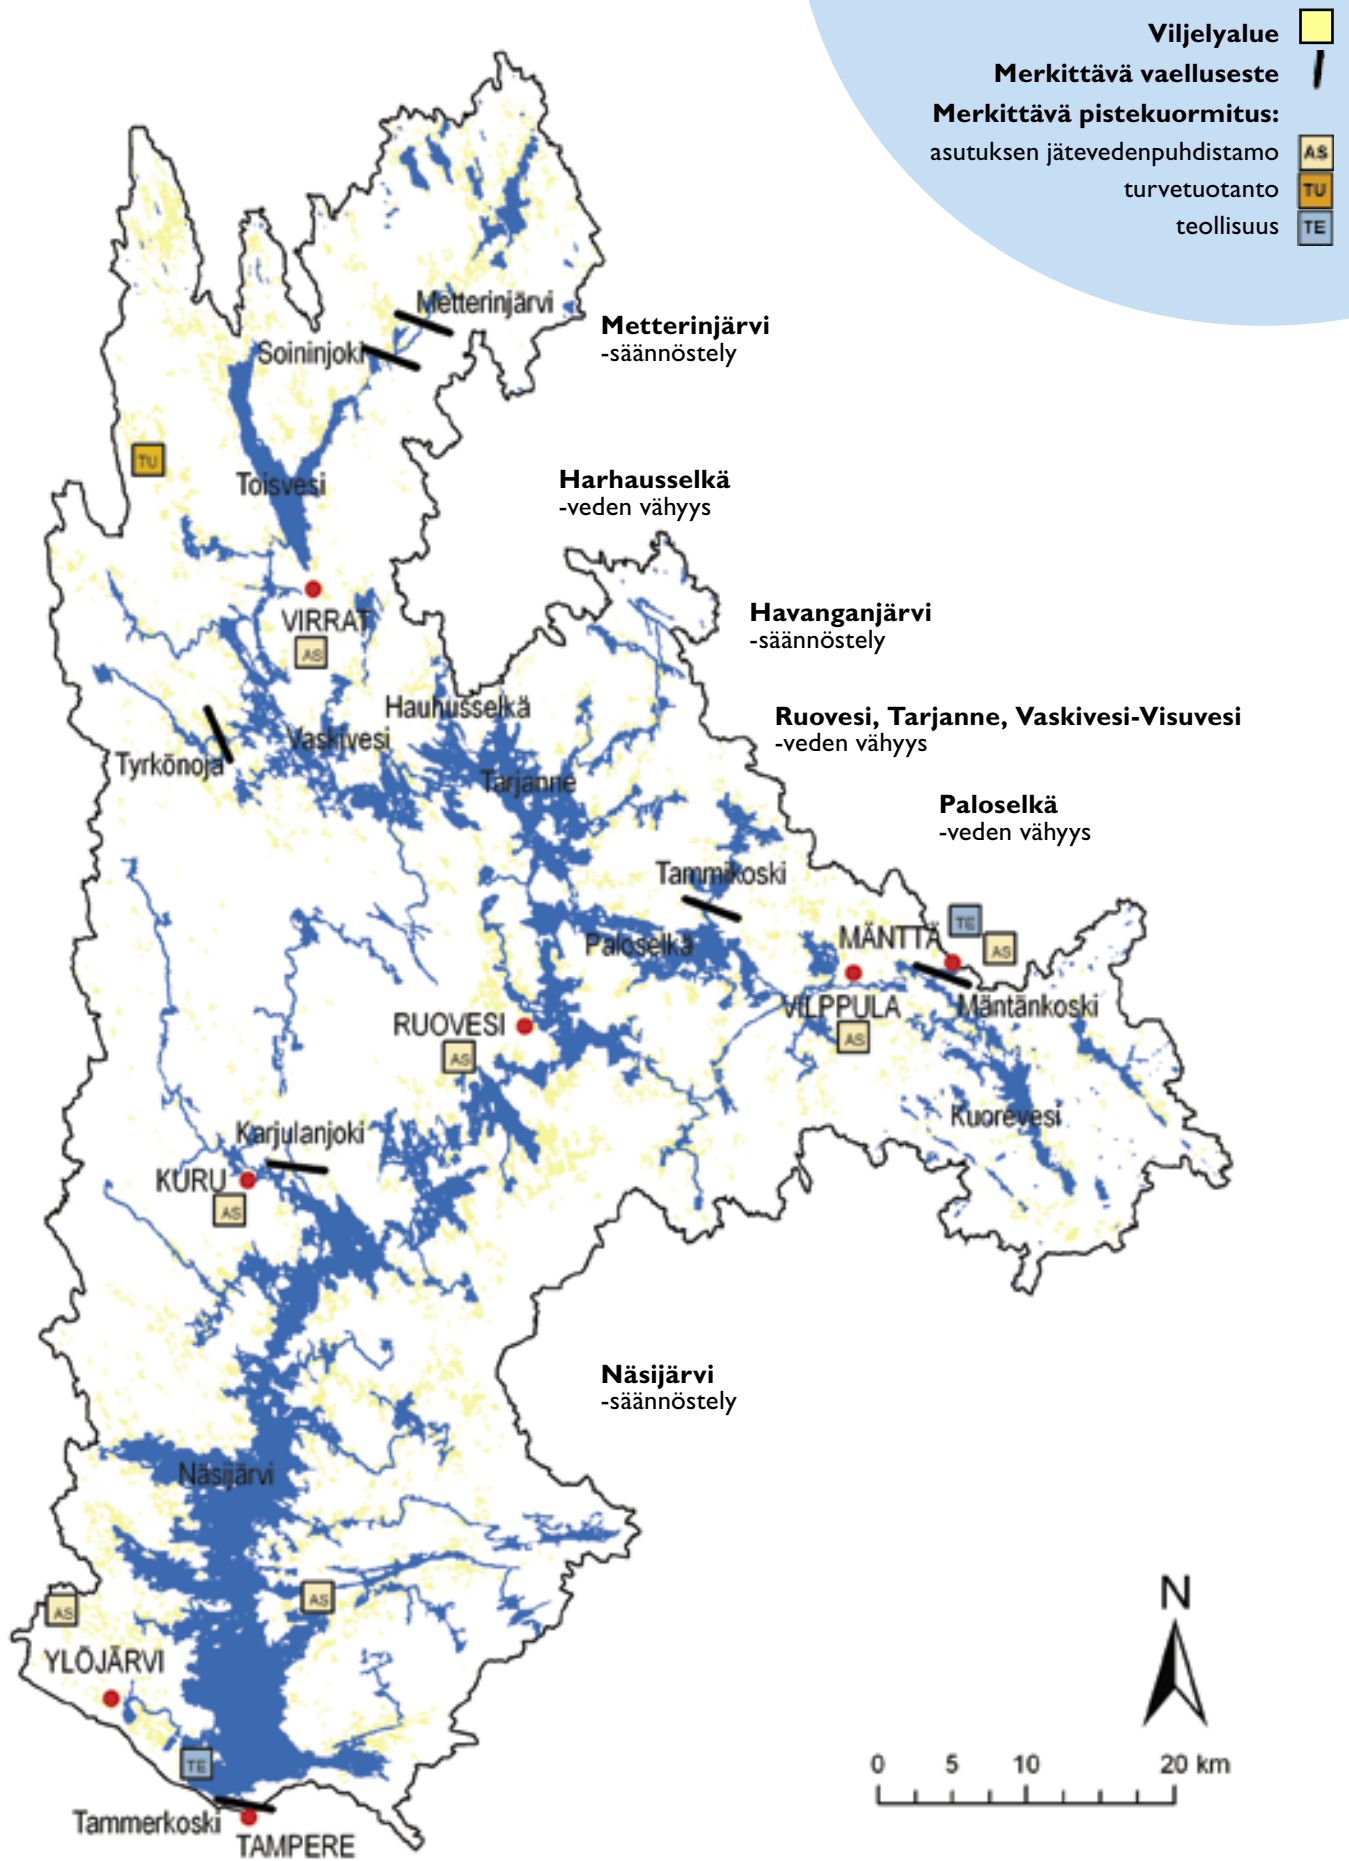 Viljelyalue
Merkittävä vaelluseste
Merkittävä pistekuormitus:
asutuksen jätevedenpuhdistamo AS
turvetuotanto TU
teollisuus TE
Metterinjärvi
Metterinjärvi
-säännöstely
Soininjoki
TU
Toisvesi
Harhausselkä
-veden vähyys
VIRRAT
AS
Havanganjärvi
-säännöstely
Hauhusselkä
Vaskivesi
Tyrkönoja
Tarjanne
Ruovesi, Tarjanne, Vaskivesi-Visuvesi
-veden vähyys
Paloselkä
-veden vähyys
Tammikoski
TE
AS
MÄNTTÄ
Paloselkä
VILPPULA
AS
Mäntänkoski
RUOVESI
AS
Kuorevesi
Karjulanjoki
KURU
AS
Näsijärvi
-säännöstely
Näsijärvi
AS
AS
YLÖJÄRVI
TE
Tammerkoski
TAMPERE
N
0 5 10 20 km